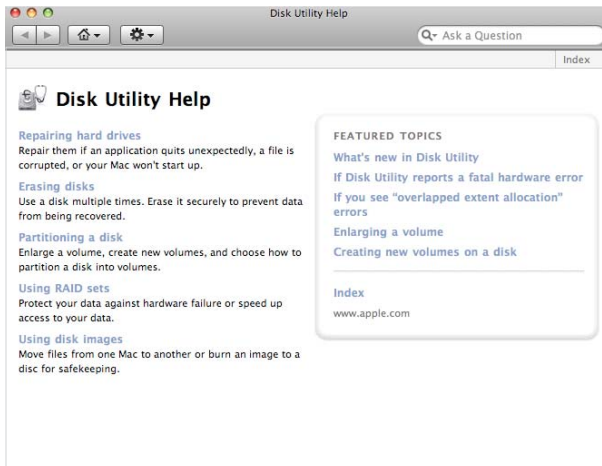 Disk Utility Help
Ask a Question
Index
Disk Utility Help
Repairing hard drives
Repair them if an application quits unexpectedly, a file is
corrupted, or your Mac won't start up.
Erasing disks
Use a disk multiple times. Erase it securely to prevent data
from being recovered.
Partitioning a disk
Enlarge a volume, create new volumes, and choose how to
partition a disk into volumes.
Using RAID sets
Protect your data against hardware failure or speed up
access to your data.
Using disk images
Move files from one Mac to another or burn an image to a
disc for safekeeping.
FEATURED TOPICS
What's new in Disk Utility
If Disk Utility reports a fatal hardware error
If you see “overlapped extent allocation”
errors
Enlarging a volume
Creating new volumes on a disk
Index
www.apple.com